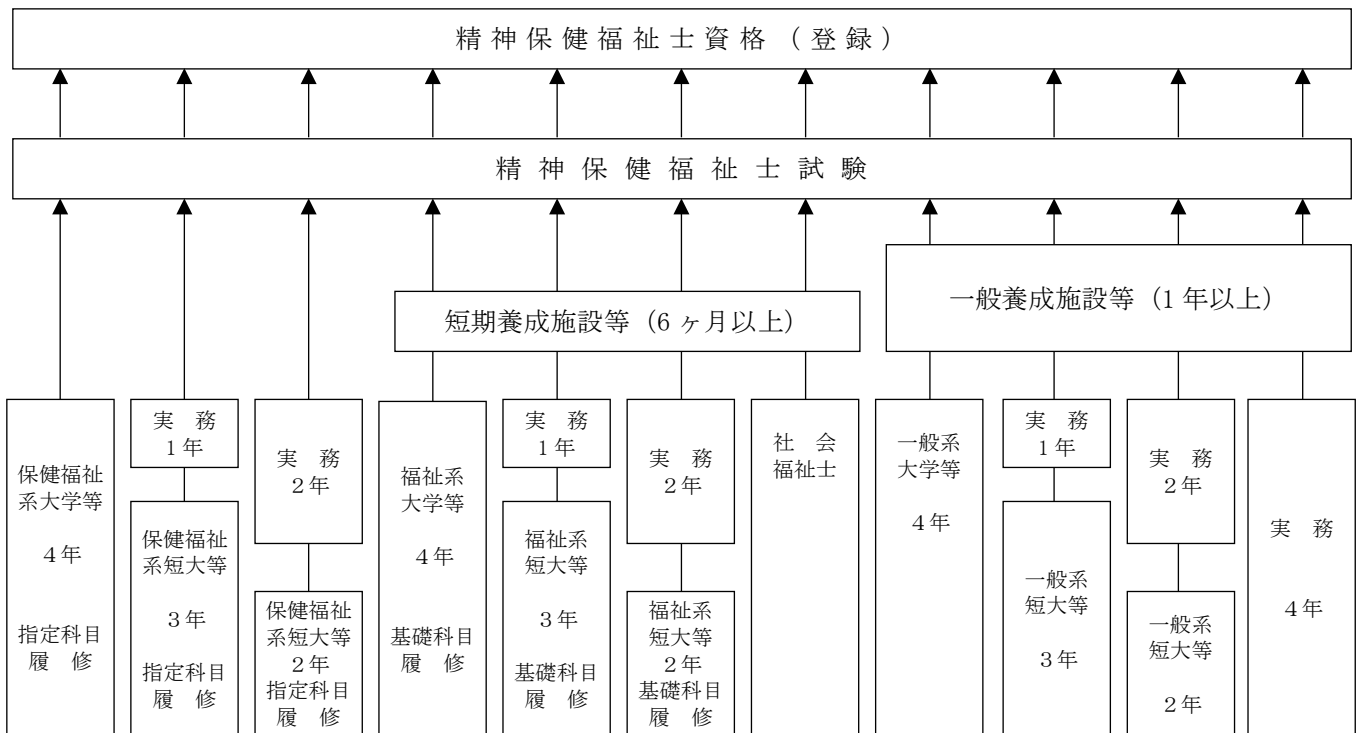 精神保健福祉士資格（登録）
精神保健福祉士試験
一般養成施設等（1年以上）
短期養成施設等（6ヶ月以上）
保健福祉
系大学等
4年
指定科目
履　修
実　務
1年
保健福祉
系短大等
3年
指定科目
履　修
実　務
2年
保健福祉
系短大等
2年
指定科目
履　修
福祉系
大学等
4年
基礎科目
履　修
実　務
1年
福祉系
短大等
3年
基礎科目
履　修
実　務
2年
福祉系
短大等
2年
基礎科目
履　修
社　会
福祉士
一般系
大学等
4年
実　務
1年
一般系
短大等
3年
実　務
2年
一般系
短大等
2年
実　務
4年